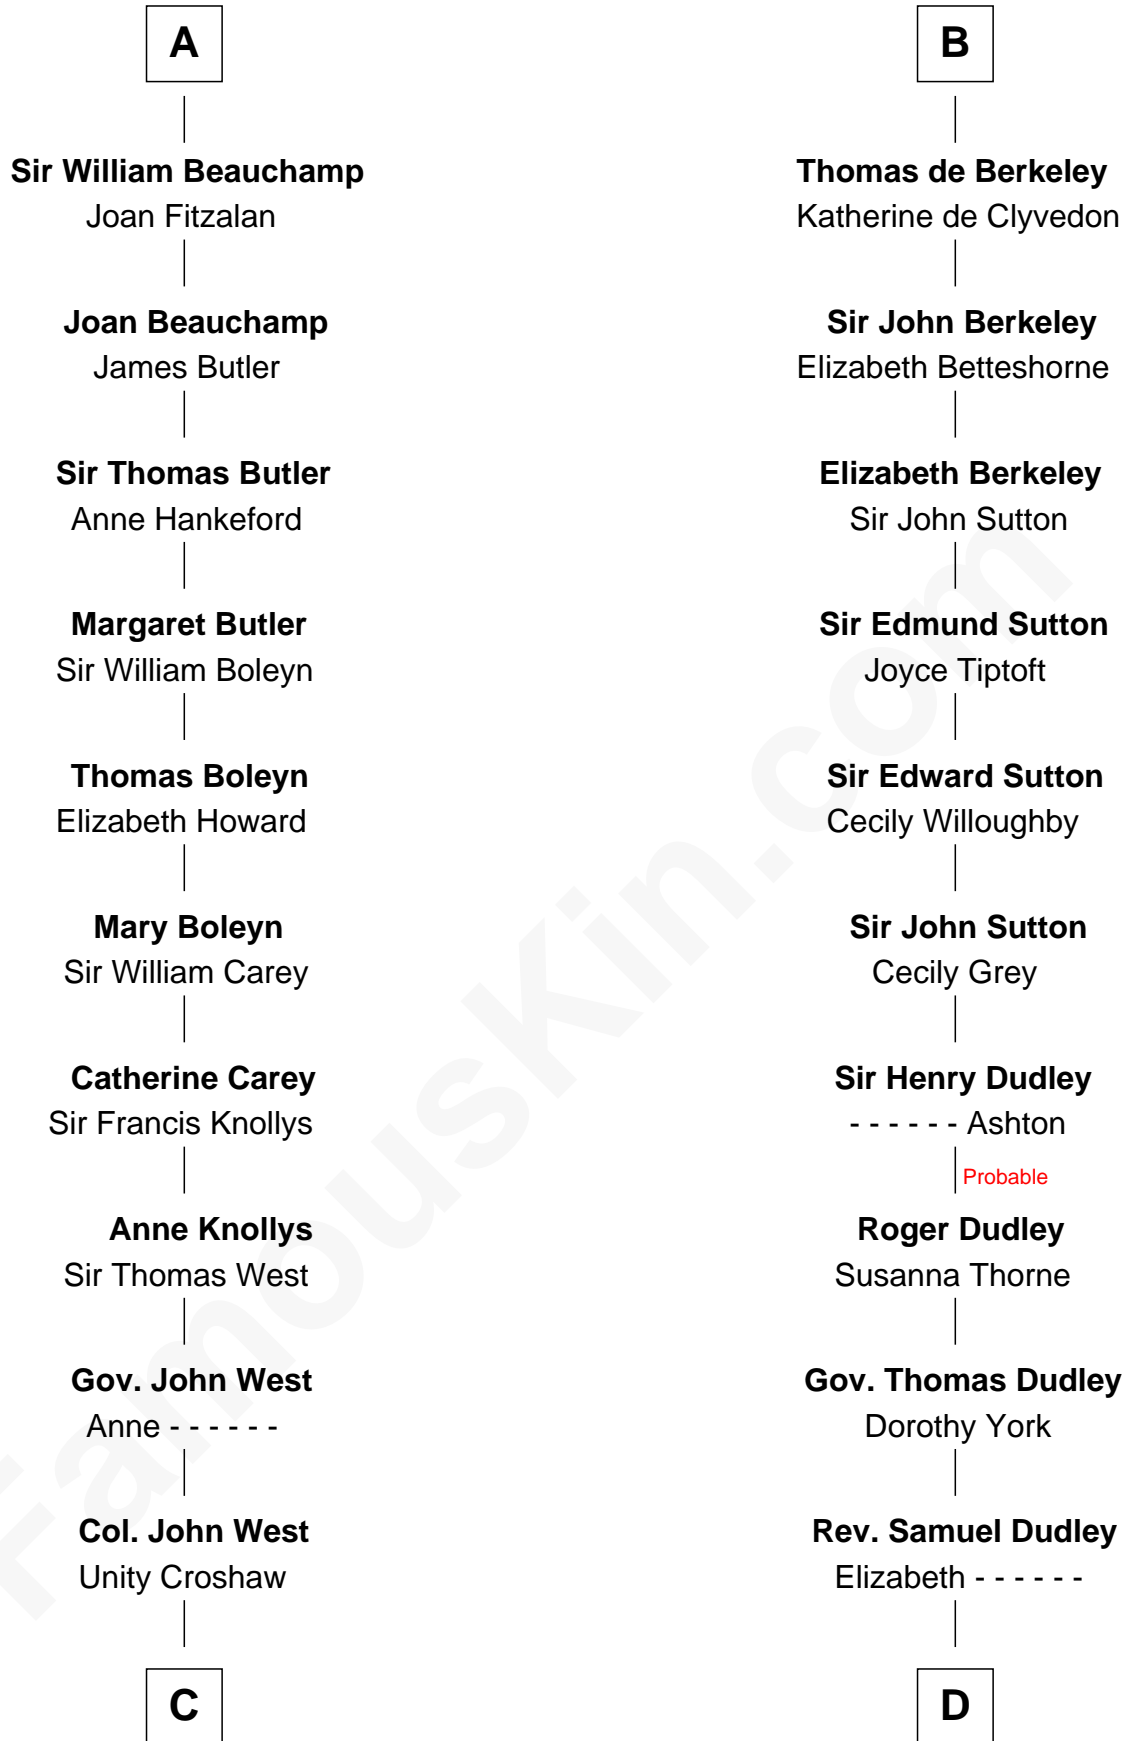 A
Sir William Beauchamp
Joan Fitzalan
Joan Beauchamp
James Butler
Sir Thomas Butler
Anne Hankeford
Margaret Butler
Sir William Boleyn
Thomas Boleyn
Elizabeth Howard
Mary Boleyn
Sir William Carey
Catherine Carey
Sir Francis Knollys
Anne Knollys
Sir Thomas West
Gov. John West
Anne - - - - - -
Col. John West
Unity Croshaw
C
B
Thomas de Berkeley
Katherine de Clyvedon
Sir John Berkeley
Elizabeth Betteshorne
Elizabeth Berkeley
Sir John Sutton
Sir Edmund Sutton
Joyce Tiptoft
Sir Edward Sutton
Cecily Willoughby
Sir John Sutton
Cecily Grey
Sir Henry Dudley
- - - - - - Ashton
Probable
Roger Dudley
Susanna Thorne
Gov. Thomas Dudley
Dorothy York
Rev. Samuel Dudley
Elizabeth - - - - - -
D
FamousKin.com